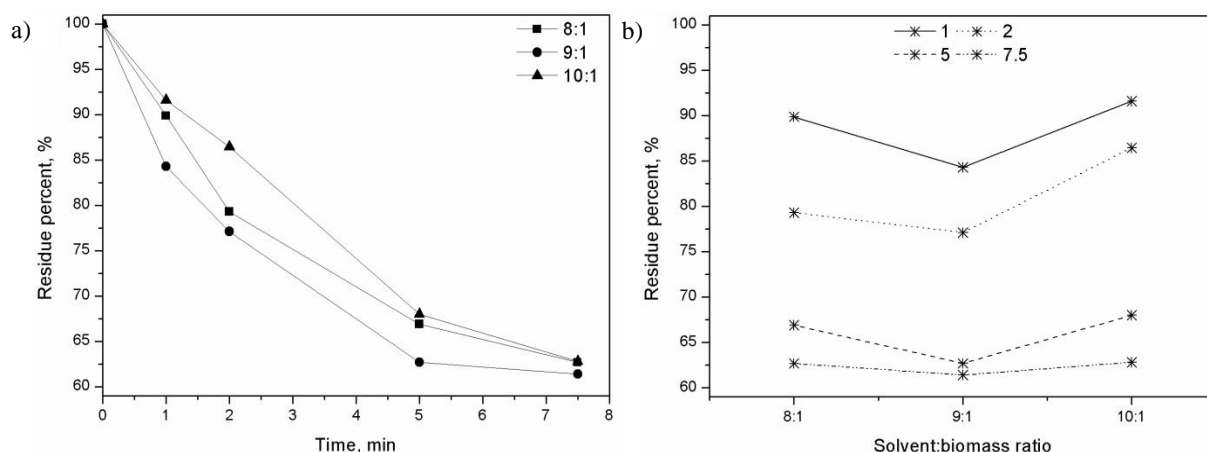 a)
100
95
90
85
80
75
70
65
60
Residue percent, %
8:1
9:1
10:1
0 1 2 3 4 5 6 7 8
Time, min
b)
100
95
90
85
80
75
70
65
60
Residue percent, %
1 2
5 7.5
8:1 9:1 10:1
Solvent:biomass ratio